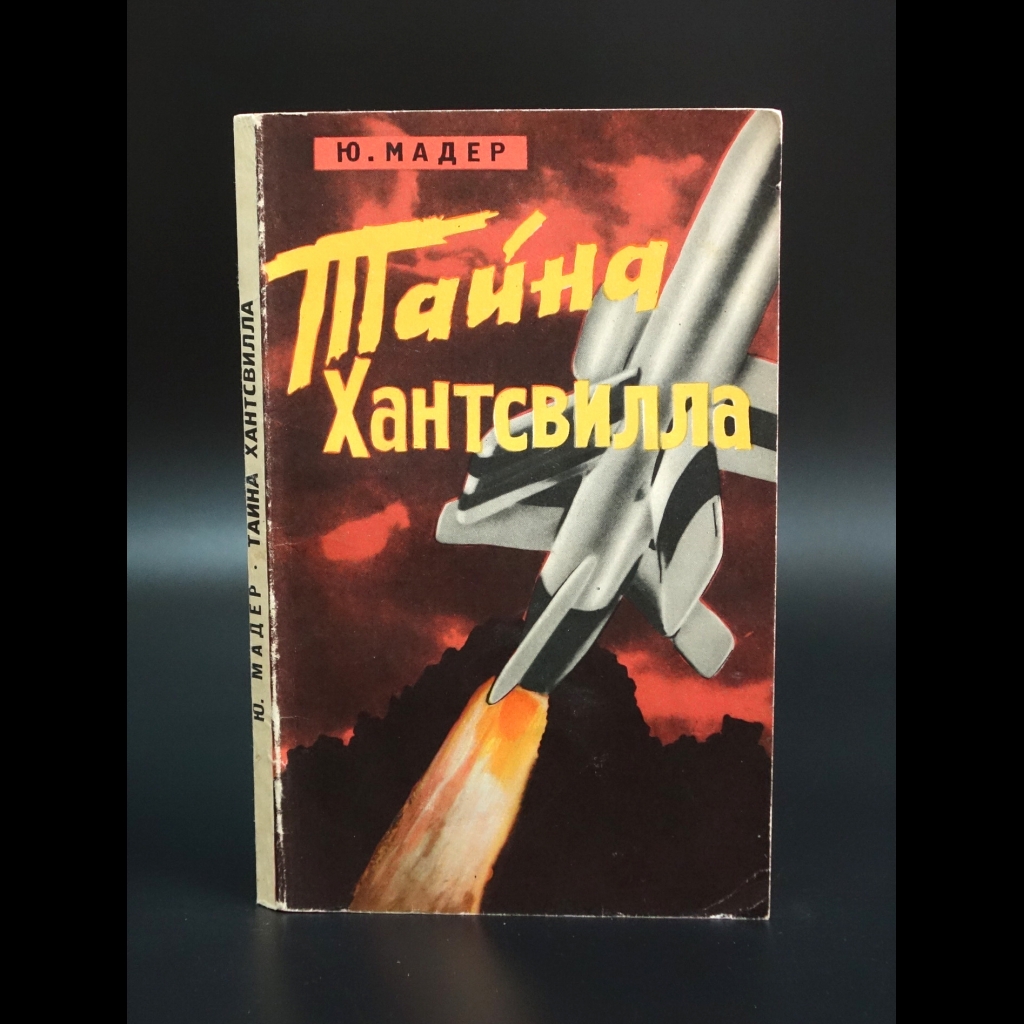 Ю. МАДЕР
Тайна
Хантсвилла
Ю. МАДЕР · ТАЙНА ХАНТСВИЛЛА